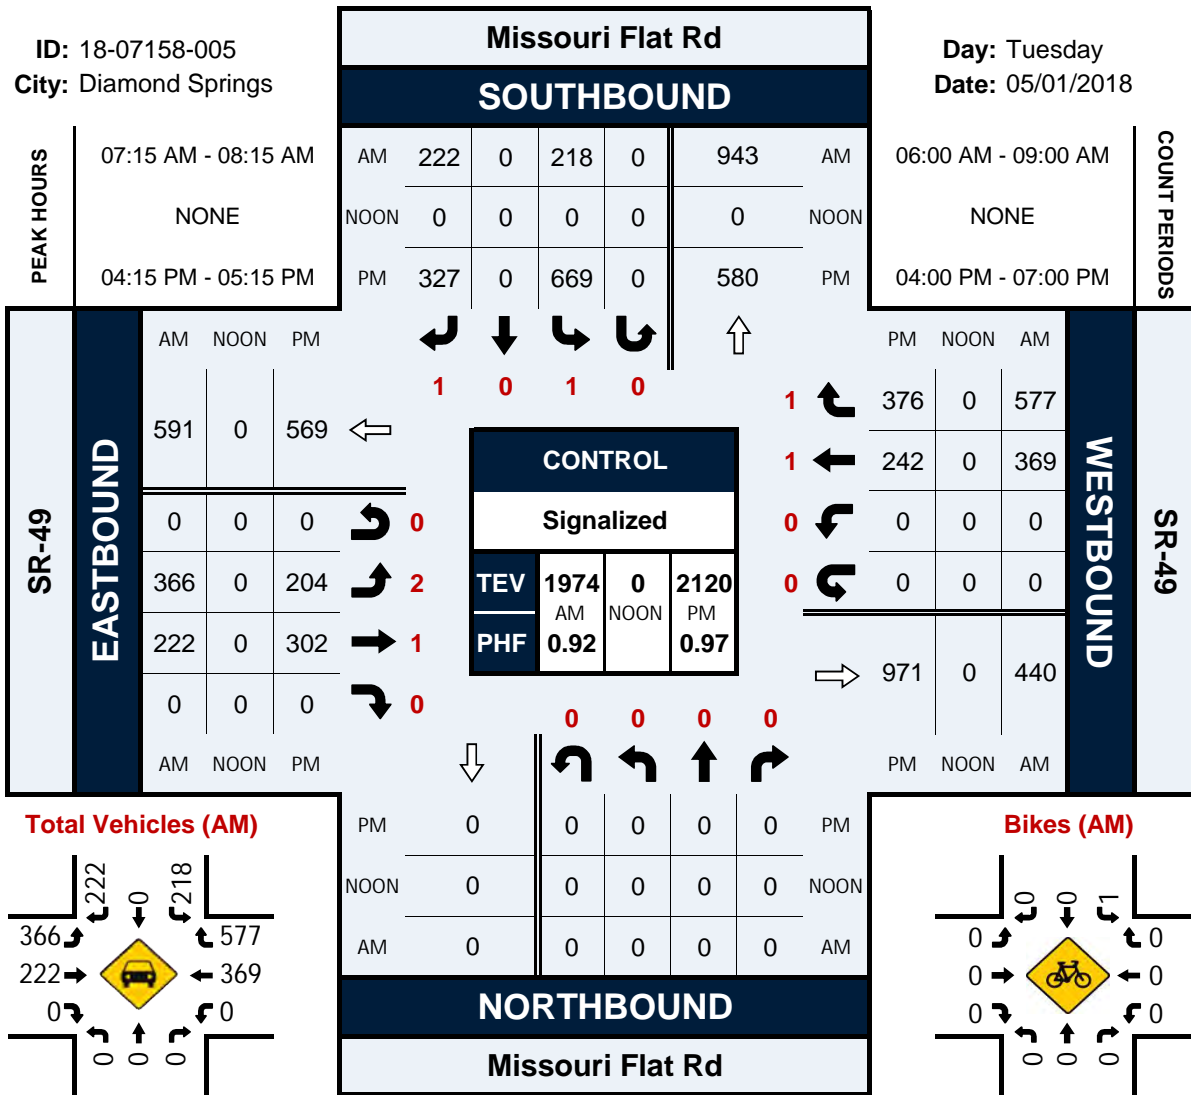 ID: 18-07158-005
City: Diamond Springs
Missouri Flat Rd
SOUTHBOUND
Day: Tuesday
Date: 05/01/2018
PEAK HOURS
07:15 AM - 08:15 AM
NONE
04:15 PM - 05:15 PM
AM 222 0 218 0 943 AM
NOON 0 0 0 0 0 NOON
PM 327 0 669 0 580 PM
06:00 AM - 09:00 AM
NONE
04:00 PM - 07:00 PM
COUNT PERIODS
1 0 1 0
SR-49
EASTBOUND
AM NOON PM
591 0 569
0 0 0 0
366 0 204 2
222 0 302 1
0 0 0 0
AM NOON PM
CONTROL
Signalized
TEV 1974 0 2120
AM NOON PM
PHF 0.92 0.97
PM NOON AM
1 376 0 577
1 242 0 369
0 0 0 0
0 0 0 0
971 0 440
PM NOON AM
WESTBOUND
SR-49
0 0 0 0
PM 0 0 0 0 0 PM
NOON 0 0 0 0 0 NOON
AM 0 0 0 0 0 AM
NORTHBOUND
Missouri Flat Rd
Total Vehicles (AM)
222 0 218
366 577
222 369
0 0
0 0 0
Bikes (AM)
0 0 1
0 0
0 0
0 0
0 0 0